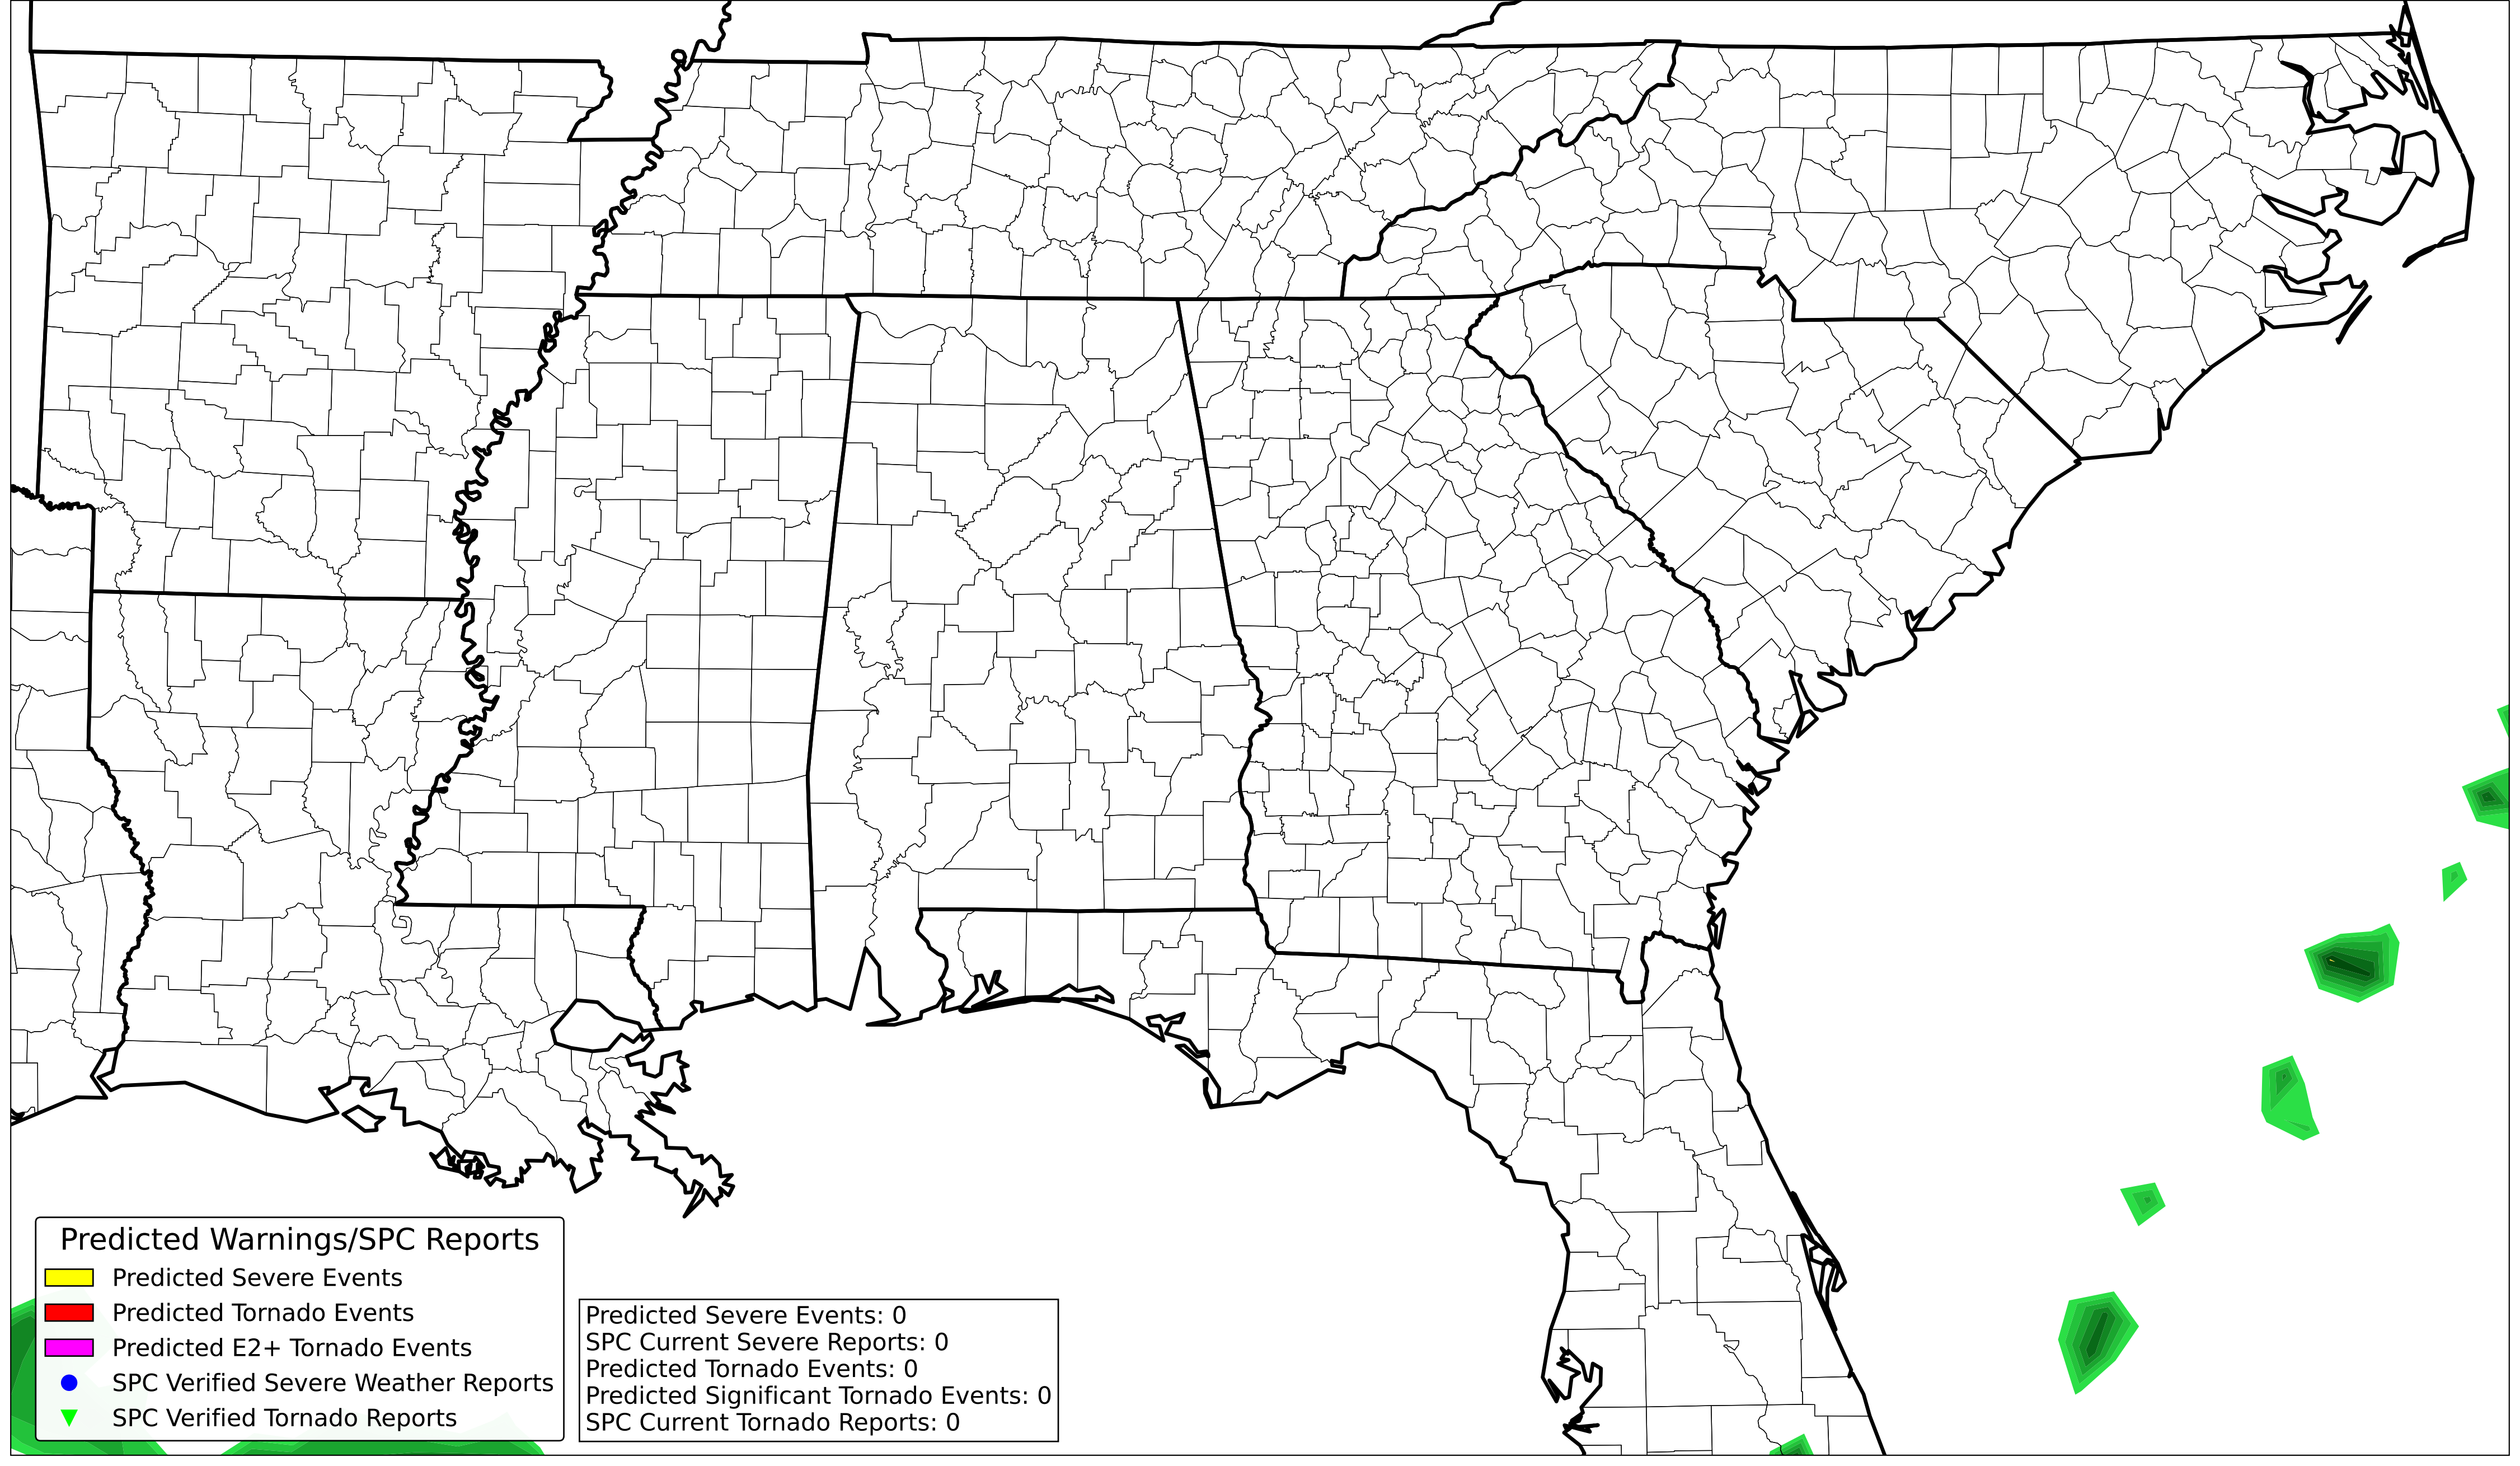 Predicted Warnings/SPC Reports
Predicted Severe Events
Predicted Tornado Events
Predicted E2+ Tornado Events
SPC Verified Severe Weather Reports
SPC Verified Tornado Reports
Predicted Severe Events: 0
SPC Current Severe Reports: 0
Predicted Tornado Events: 0
Predicted Significant Tornado Events: 0
SPC Current Tornado Reports: 0